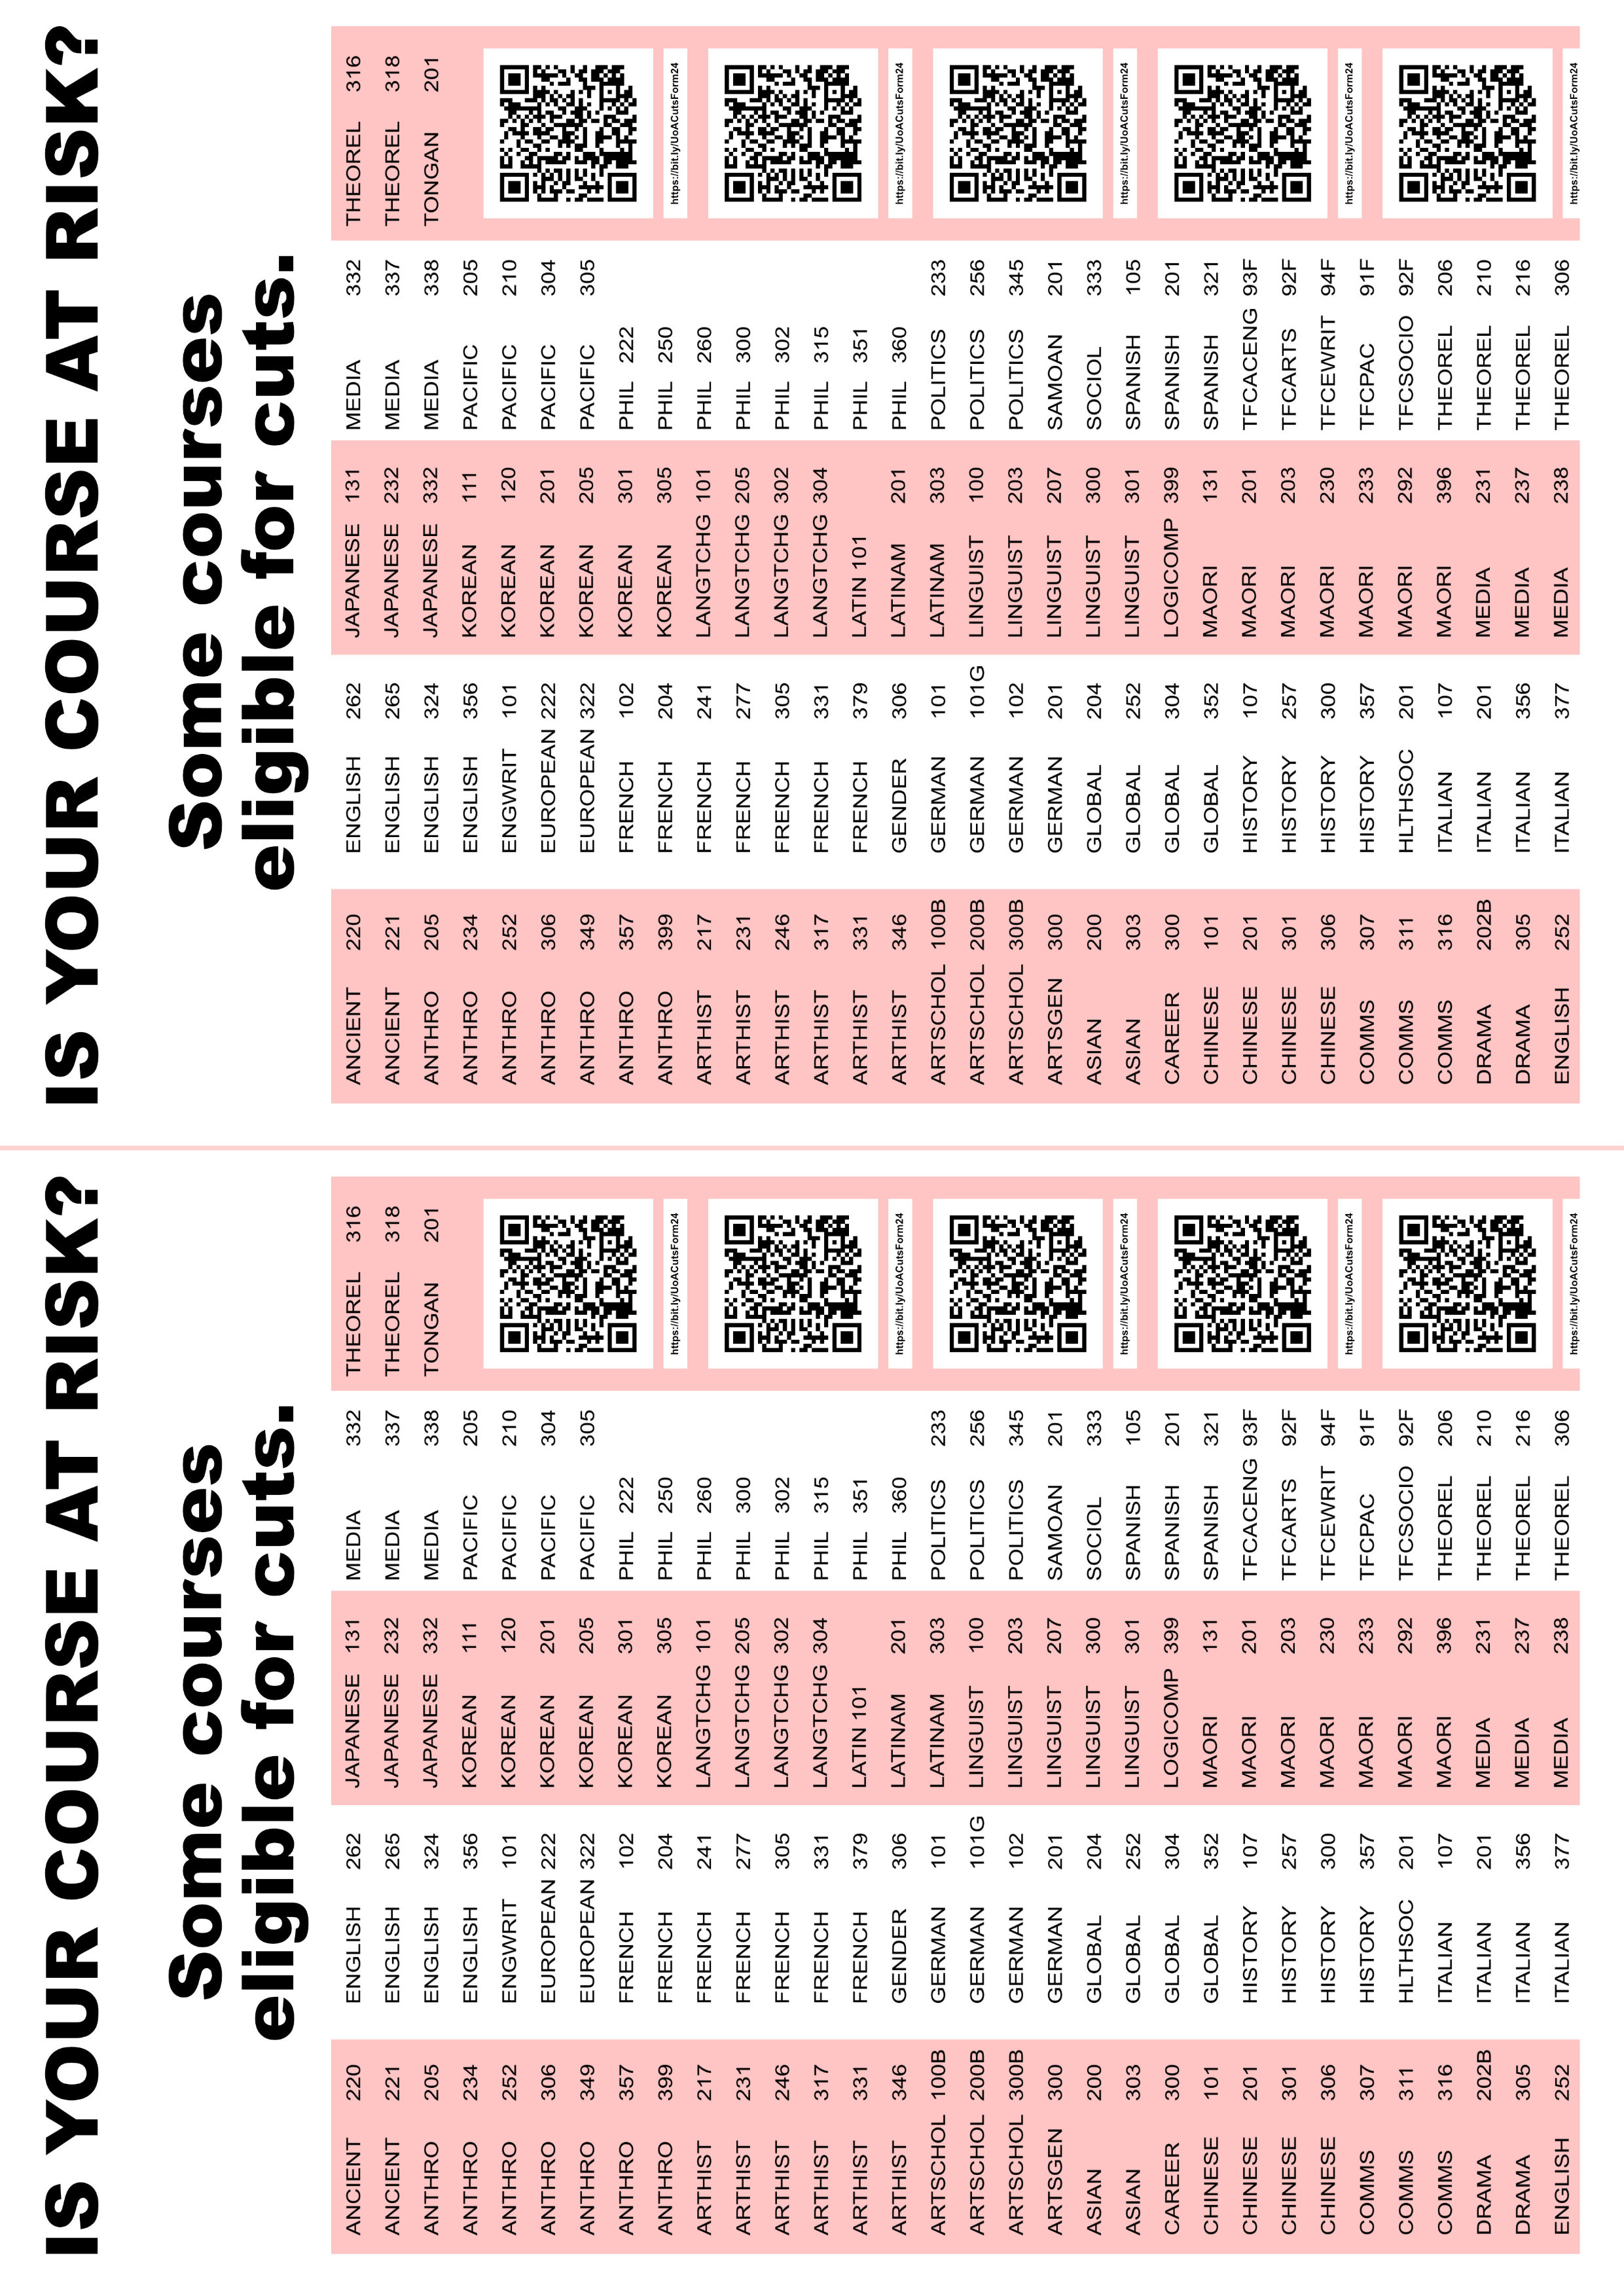 IS YOUR COURSE AT RISK?
Some courses
eligible for cuts.
ANCIENT 220
ANCIENT 221
ANTHRO 205
ANTHRO 234
ANTHRO 252
ANTHRO 306
ANTHRO 349
ANTHRO 357
ANTHRO 399
ARTHIST 217
ARTHIST 231
ARTHIST 246
ARTHIST 317
ARTHIST 331
ARTHIST 346
ARTSCHOL 100B
ARTSCHOL 200B
ARTSCHOL 300B
ARTSGEN 300
ASIAN 200
ASIAN 303
CAREER 300
CHINESE 101
CHINESE 201
CHINESE 301
CHINESE 306
COMMS 307
COMMS 311
COMMS 316
DRAMA 202B
DRAMA 305
ENGLISH 252
ENGLISH 262
ENGLISH 265
ENGLISH 324
ENGLISH 356
ENGWRIT 101
EUROPEAN 222
EUROPEAN 322
FRENCH 102
FRENCH 204
FRENCH 241
FRENCH 277
FRENCH 305
FRENCH 331
FRENCH 379
GENDER 306
GERMAN 101
GERMAN 101G
GERMAN 102
GERMAN 201
GLOBAL 204
GLOBAL 252
GLOBAL 304
GLOBAL 352
HISTORY 107
HISTORY 257
HISTORY 300
HISTORY 357
HLTHSOC 201
ITALIAN 107
ITALIAN 201
ITALIAN 356
ITALIAN 377
JAPANESE 131
JAPANESE 232
JAPANESE 332
KOREAN 111
KOREAN 120
KOREAN 201
KOREAN 205
KOREAN 301
KOREAN 305
LANGTCHG 101
LANGTCHG 205
LANGTCHG 302
LANGTCHG 304
LATIN 101
LATINAM 201
LATINAM 303
LINGUIST 100
LINGUIST 203
LINGUIST 207
LINGUIST 300
LINGUIST 301
LOGICOMP 399
MAORI 131
MAORI 201
MAORI 203
MAORI 230
MAORI 233
MAORI 292
MAORI 396
MEDIA 231
MEDIA 237
MEDIA 238
MEDIA 332
MEDIA 337
MEDIA 338
PACIFIC 205
PACIFIC 210
PACIFIC 304
PACIFIC 305
PHIL 222
PHIL 250
PHIL 260
PHIL 300
PHIL 302
PHIL 315
PHIL 351
PHIL 360
POLITICS 233
POLITICS 256
POLITICS 345
SAMOAN 201
SOCIOL 333
SPANISH 105
SPANISH 201
SPANISH 321
TFCACENG 93F
TFCARTS 92F
TFCEWRIT 94F
TFCPAC 91F
TFCSOCIO 92F
THEOREL 206
THEOREL 210
THEOREL 216
THEOREL 306
THEOREL 316
THEOREL 318
TONGAN 201
https://bit.ly/UoACutsForm24
https://bit.ly/UoACutsForm24
https://bit.ly/UoACutsForm24
https://bit.ly/UoACutsForm24
https://bit.ly/UoACutsForm24
IS YOUR COURSE AT RISK?
Some courses
eligible for cuts.
ANCIENT 220
ANCIENT 221
ANTHRO 205
ANTHRO 234
ANTHRO 252
ANTHRO 306
ANTHRO 349
ANTHRO 357
ANTHRO 399
ARTHIST 217
ARTHIST 231
ARTHIST 246
ARTHIST 317
ARTHIST 331
ARTHIST 346
ARTSCHOL 100B
ARTSCHOL 200B
ARTSCHOL 300B
ARTSGEN 300
ASIAN 200
ASIAN 303
CAREER 300
CHINESE 101
CHINESE 201
CHINESE 301
CHINESE 306
COMMS 307
COMMS 311
COMMS 316
DRAMA 202B
DRAMA 305
ENGLISH 252
ENGLISH 262
ENGLISH 265
ENGLISH 324
ENGLISH 356
ENGWRIT 101
EUROPEAN 222
EUROPEAN 322
FRENCH 102
FRENCH 204
FRENCH 241
FRENCH 277
FRENCH 305
FRENCH 331
FRENCH 379
GENDER 306
GERMAN 101
GERMAN 101G
GERMAN 102
GERMAN 201
GLOBAL 204
GLOBAL 252
GLOBAL 304
GLOBAL 352
HISTORY 107
HISTORY 257
HISTORY 300
HISTORY 357
HLTHSOC 201
ITALIAN 107
ITALIAN 201
ITALIAN 356
ITALIAN 377
JAPANESE 131
JAPANESE 232
JAPANESE 332
KOREAN 111
KOREAN 120
KOREAN 201
KOREAN 205
KOREAN 301
KOREAN 305
LANGTCHG 101
LANGTCHG 205
LANGTCHG 302
LANGTCHG 304
LATIN 101
LATINAM 201
LATINAM 303
LINGUIST 100
LINGUIST 203
LINGUIST 207
LINGUIST 300
LINGUIST 301
LOGICOMP 399
MAORI 131
MAORI 201
MAORI 203
MAORI 230
MAORI 233
MAORI 292
MAORI 396
MEDIA 231
MEDIA 237
MEDIA 238
MEDIA 332
MEDIA 337
MEDIA 338
PACIFIC 205
PACIFIC 210
PACIFIC 304
PACIFIC 305
PHIL 222
PHIL 250
PHIL 260
PHIL 300
PHIL 302
PHIL 315
PHIL 351
PHIL 360
POLITICS 233
POLITICS 256
POLITICS 345
SAMOAN 201
SOCIOL 333
SPANISH 105
SPANISH 201
SPANISH 321
TFCACENG 93F
TFCARTS 92F
TFCEWRIT 94F
TFCPAC 91F
TFCSOCIO 92F
THEOREL 206
THEOREL 210
THEOREL 216
THEOREL 306
THEOREL 316
THEOREL 318
TONGAN 201
https://bit.ly/UoACutsForm24
https://bit.ly/UoACutsForm24
https://bit.ly/UoACutsForm24
https://bit.ly/UoACutsForm24
https://bit.ly/UoACutsForm24